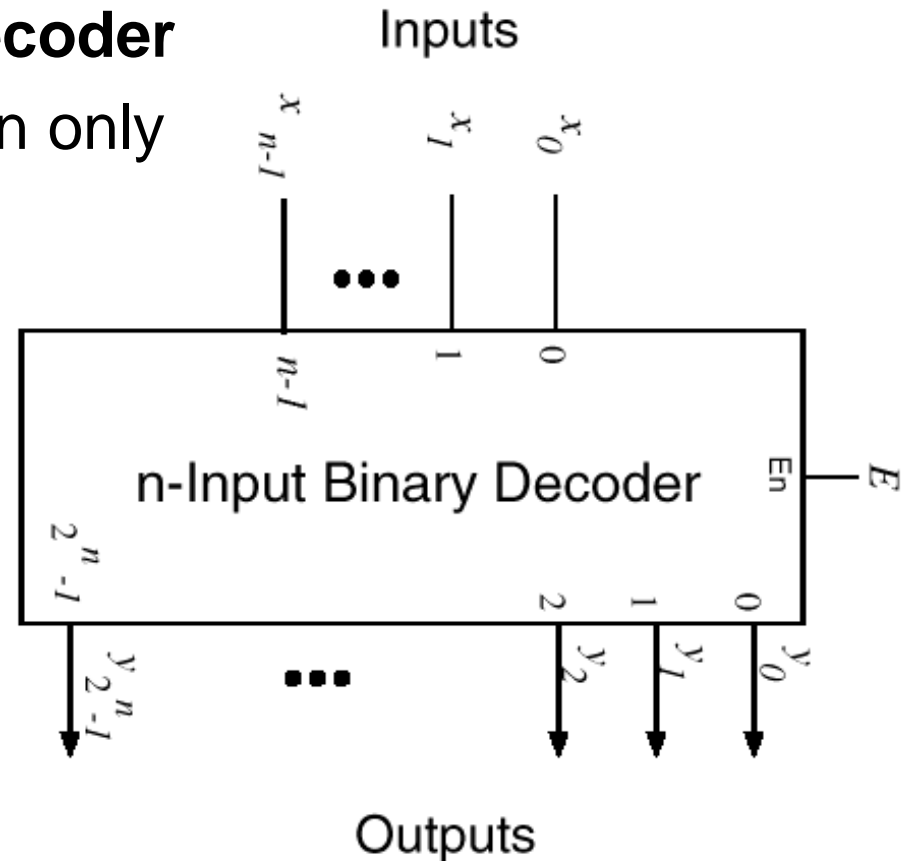 coder
Inputs
n only
x n-1
x 1
x 0
n-1
1
0
n-Input Binary Decoder
En
E
2^n -1
2
1
0
y 2^n -1
y 2
y 1
y 0
Outputs